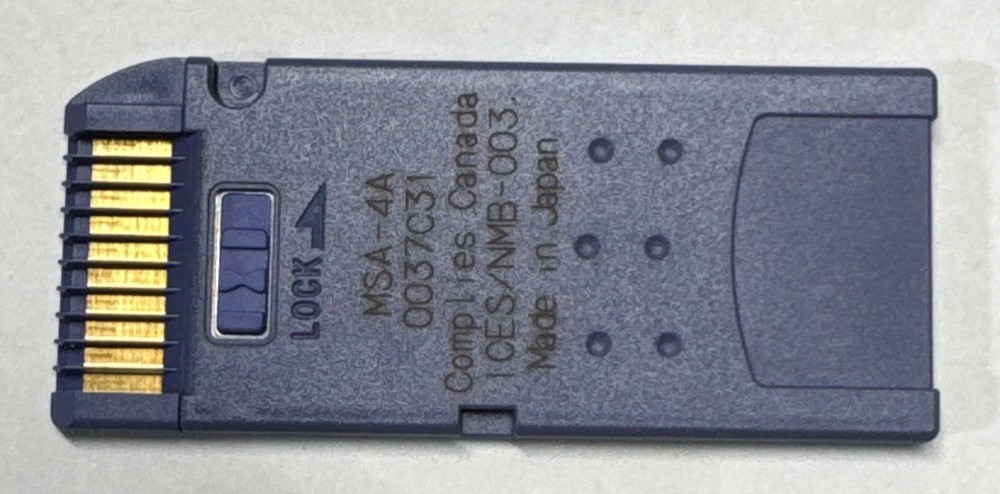 LOCK
MSA-4A
0037C31
Complies Canada
ICES/NMB-003.
Made in Japan